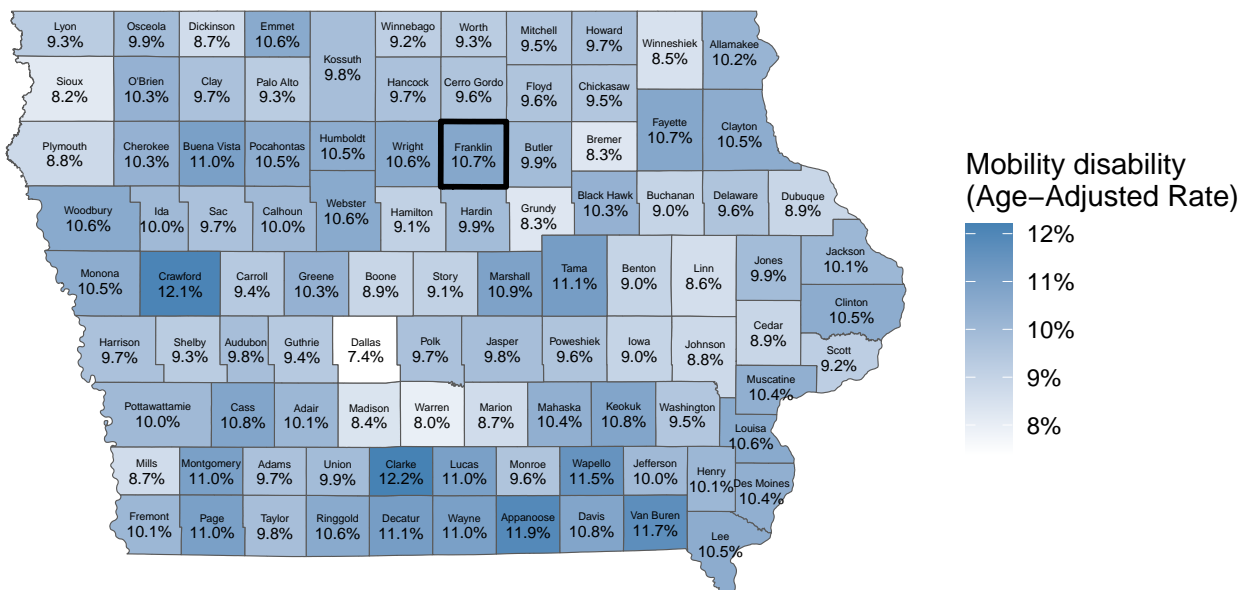 Lyon
9.3%
Osceola
9.9%
Dickinson
8.7%
Emmet
10.6%
Kossuth
9.8%
Winnebago
9.2%
Worth
9.3%
Mitchell
9.5%
Howard
9.7%
Winneshiek
8.5%
Allamakee
10.2%
Sioux
8.2%
O'Brien
10.3%
Clay
9.7%
Palo Alto
9.3%
Hancock
9.7%
Cerro Gordo
9.6%
Floyd
9.6%
Chickasaw
9.5%
Fayette
10.7%
Clayton
10.5%
Plymouth
8.8%
Cherokee
10.3%
Buena Vista
11.0%
Pocahontas
10.5%
Humboldt
10.5%
Wright
10.6%
Franklin
10.7%
Butler
9.9%
Bremer
8.3%
Woodbury
10.6%
Ida
10.0%
Sac
9.7%
Calhoun
10.0%
Webster
10.6%
Hamilton
9.1%
Hardin
9.9%
Grundy
8.3%
Black Hawk
10.3%
Buchanan
9.0%
Delaware
9.6%
Dubuque
8.9%
Monona
10.5%
Crawford
12.1%
Carroll
9.4%
Greene
10.3%
Boone
8.9%
Story
9.1%
Marshall
10.9%
Tama
11.1%
Benton
9.0%
Linn
8.6%
Jones
9.9%
Jackson
10.1%
Clinton
10.5%
Harrison
9.7%
Shelby
9.3%
Audubon
9.8%
Guthrie
9.4%
Dallas
7.4%
Polk
9.7%
Jasper
9.8%
Poweshiek
9.6%
Iowa
9.0%
Johnson
8.8%
Cedar
8.9%
Scott
9.2%
Muscatine
10.4%
Pottawattamie
10.0%
Cass
10.8%
Adair
10.1%
Madison
8.4%
Warren
8.0%
Marion
8.7%
Mahaska
10.4%
Keokuk
10.8%
Washington
9.5%
Louisa
10.6%
Mills
8.7%
Montgomery
11.0%
Adams
9.7%
Union
9.9%
Clarke
12.2%
Lucas
11.0%
Monroe
9.6%
Wapello
11.5%
Jefferson
10.0%
Henry
10.1%
Des Moines
10.4%
Fremont
10.1%
Page
11.0%
Taylor
9.8%
Ringgold
10.6%
Decatur
11.1%
Wayne
11.0%
Appanoose
11.9%
Davis
10.8%
Van Buren
11.7%
Lee
10.5%
Mobility disability
(Age−Adjusted Rate)
12%
11%
10%
9%
8%